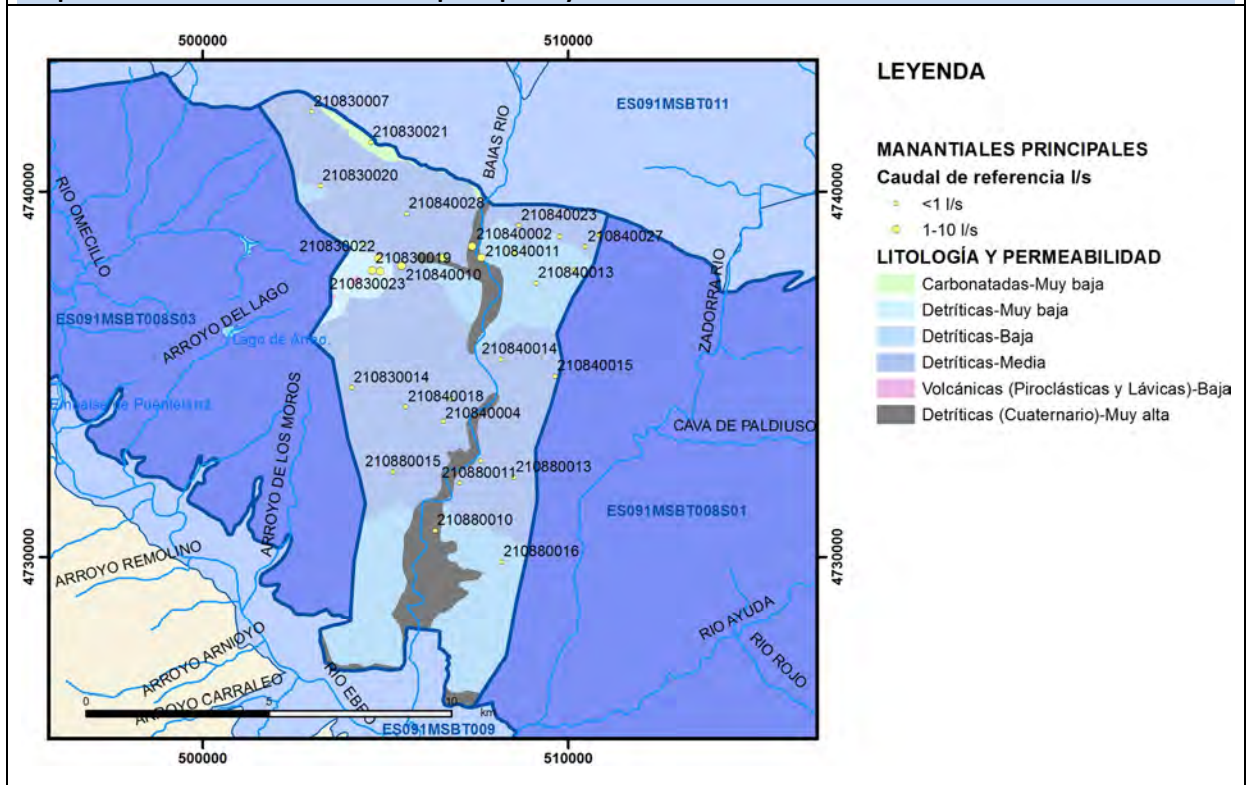 500000
510000
LEYENDA
210830007
ES091MSBT011
BAIAS RIO
210830021
MANANTIALES PRINCIPALES
Caudal de referencia l/s
4740000
4740000
210830020
<1 l/s
RIO OMECILLO
210840028
210840023
1-10 l/s
210840002
210840027
LITOLOGÍA Y PERMEABILIDAD
210830022
210840011
210830019
Carbonatadas-Muy baja
210840010
210840013
210830023
Detríticas-Muy baja
ZADORRA RIO
ARROYO DEL LAGO
ES091MSBT008S03
Detríticas-Baja
Lago de Arreo.
210840014
Detríticas-Media
210840015
210830014
Volcánicas (Piroclásticas y Lávicas)-Baja
210840018
Detríticas (Cuaternario)-Muy alta
210840004
CAVA DE PALDIUSO
ARROYO DE LOS MOROS
210880015
210880011
210880013
ES091MSBT008S01
210880010
4730000
4730000
ARROYO REMOLINO
210880016
RIO AYUDA
ARROYO ARNIOYO
RIO ROJO
RIO EBRO
ARROYO CARRALEO
0
5
10
km
ES091MSBT009
500000
510000